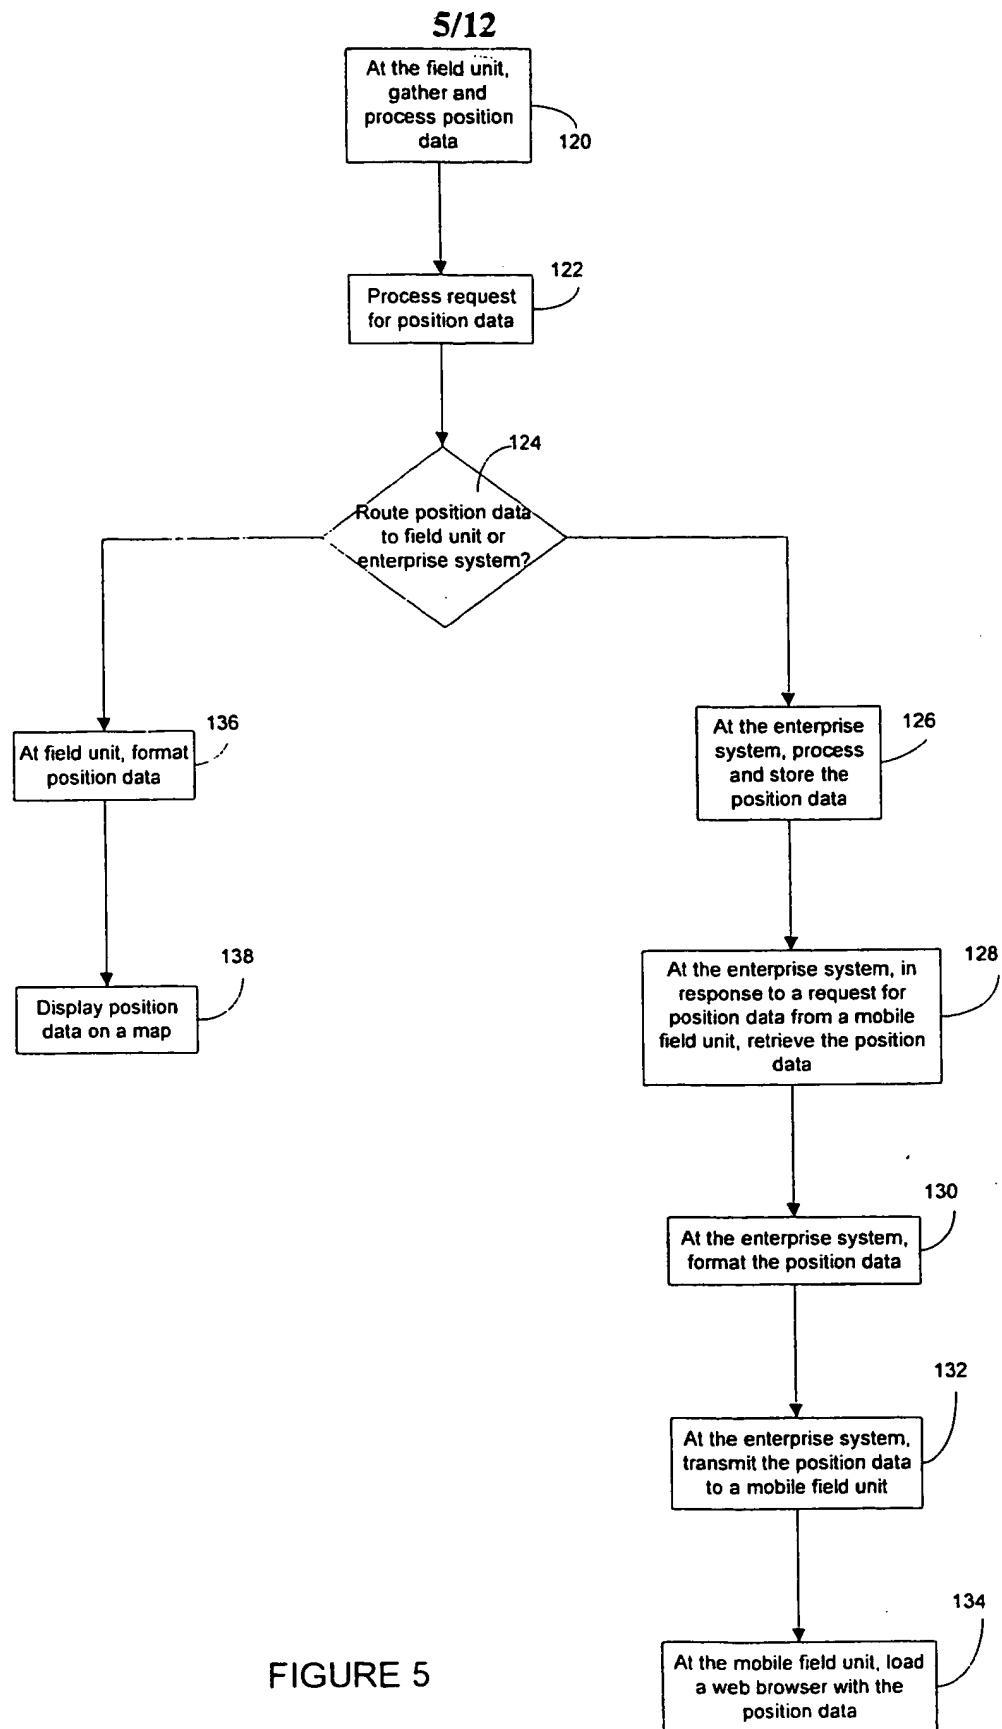 5/12
At the field unit,
gather and
process position
data
120
122
Process request
for position data
124
Route position data
to field unit or
enterprise system?
136
At field unit, format
position data
138
Display position
data on a map
126
At the enterprise
system, process
and store the
position data
128
At the enterprise system, in
response to a request for
position data from a mobile
field unit, retrieve the position
data
130
At the enterprise system,
format the position data
132
At the enterprise system,
transmit the position data
to a mobile field unit
134
At the mobile field unit, load
a web browser with the
position data
FIGURE 5